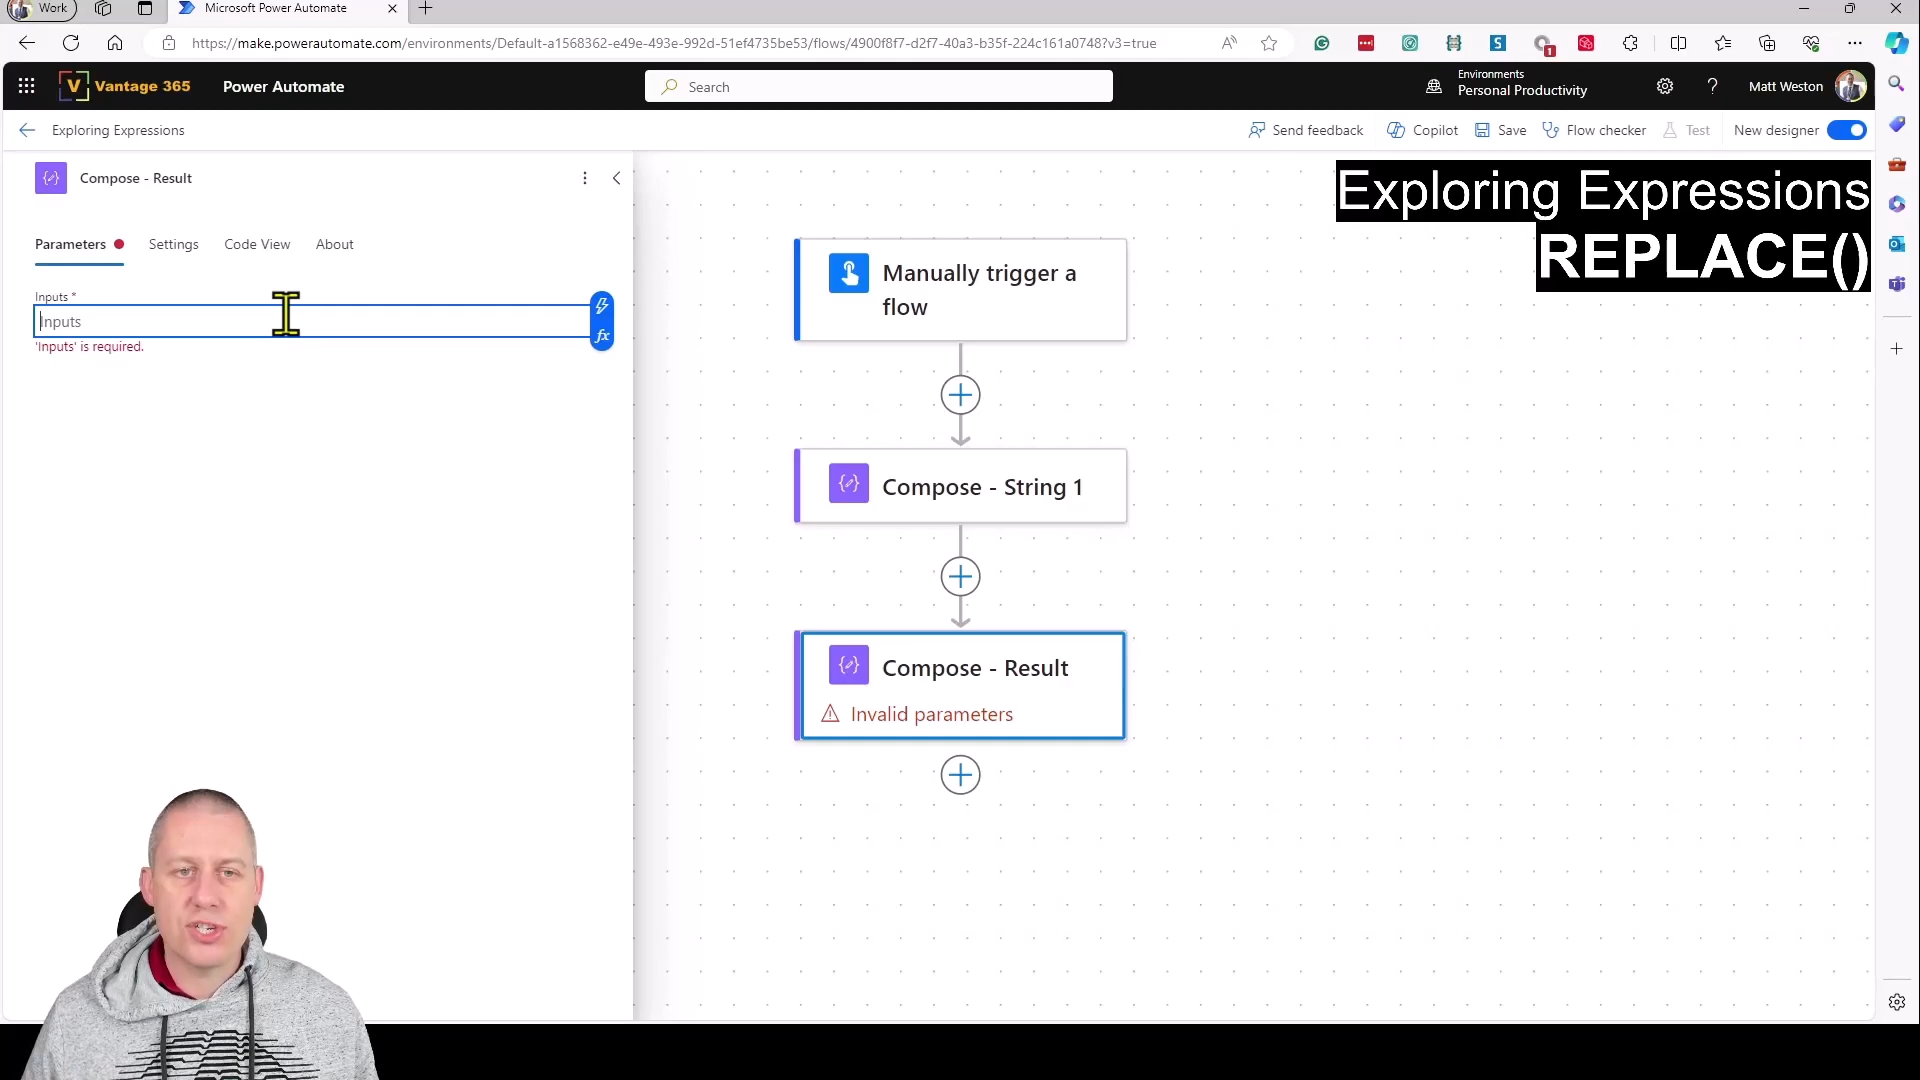 Work
Microsoft Power Automate
https://make.powerautomate.com/environments/Default-a1568362-e49e-493e-992d-51ef4735be53/flows/4900f8f7-d2f7-40a3-b35f-224c161a0748?v3=true
V Vantage 365
Power Automate
Search
Environments
Personal Productivity
Matt Weston
Exploring Expressions
Send feedback
Copilot
Save
Flow checker
Test
New designer
Compose - Result
Parameters
Settings
Code View
About
Inputs *
Inputs
'Inputs' is required.
fx
Exploring Expressions
REPLACE()
Manually trigger a
flow
Compose - String 1
Compose - Result
Invalid parameters